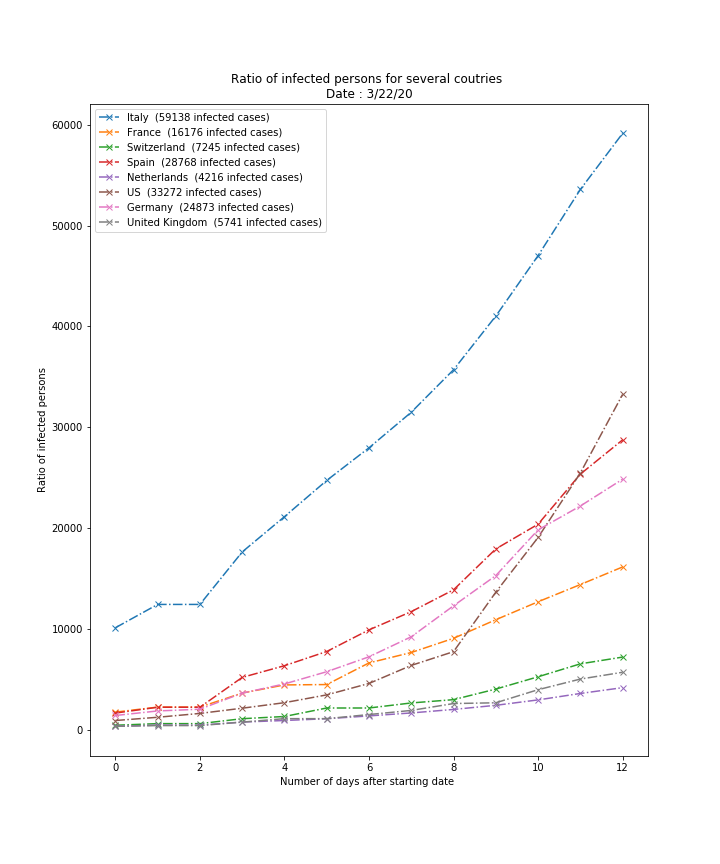 Ratio of infected persons for several coutries
Date : 3/22/20
Italy (59138 infected cases)
France (16176 infected cases)
Switzerland (7245 infected cases)
Spain (28768 infected cases)
Netherlands (4216 infected cases)
US (33272 infected cases)
Germany (24873 infected cases)
United Kingdom (5741 infected cases)
60000
50000
40000
30000
20000
10000
0
Ratio of infected persons
0 2 4 6 8 10 12
Number of days after starting date